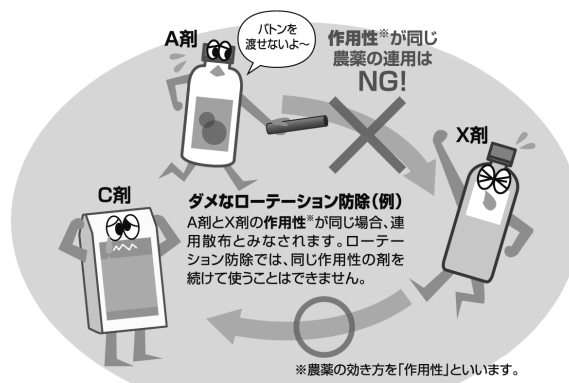 A剤
バトンを
渡せないよ～
作用性※が同じ
農薬の連用は
NG!
X剤
C剤
ダメなローテーション防除(例)
A剤とX剤の作用性※が同じ場合、連
用散布とみなされます。ローテー
ション防除では、同じ作用性の剤を
続けて使うことはできません。
※農薬の効き方を「作用性」といいます。